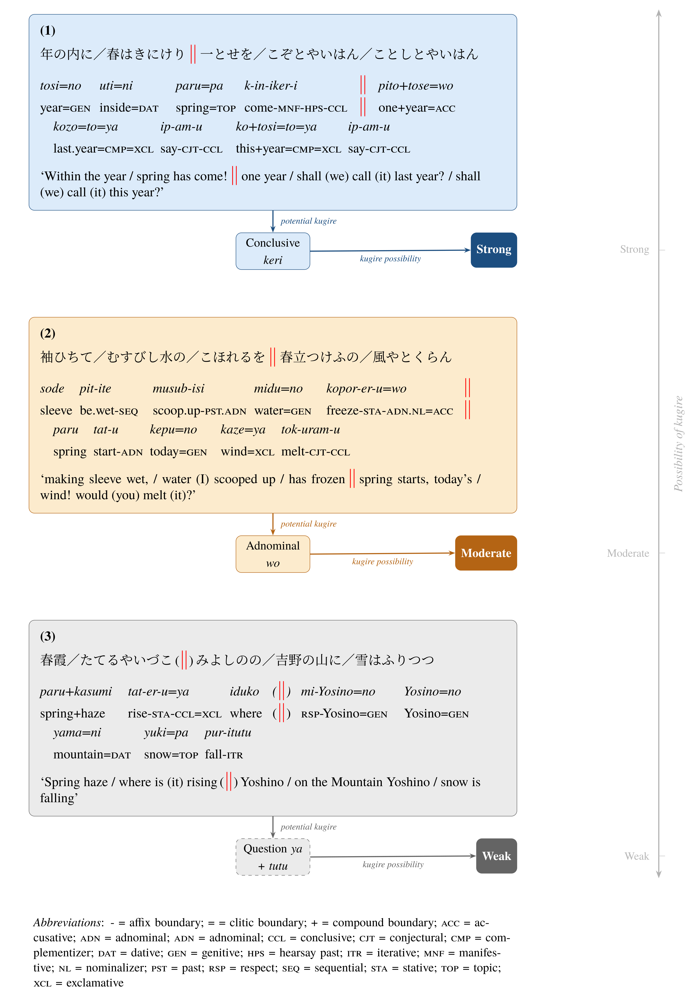 (1)
年の内に／春はきにけり || 一とせを／こぞとやいはん／ことしとやいはん
tosi=no uti=ni paru=pa k-in-iker-i || pito+tose=wo
year=GEN inside=DAT spring=TOP come-MNF-HPS-CCL || one+year=ACC
kozo=to=ya ip-am-u ko+tosi=to=ya ip-am-u
last.year=CMP=XCL say-CJT-CCL this+year=CMP=XCL say-CJT-CCL
‘Within the year / spring has come! || one year / shall (we) call (it) last year? / shall
(we) call (it) this year?’
potential kugire
Conclusive
keri
kugire possibility
Strong
Strong
(2)
袖ひちて／むすびし水の／こほれるを || 春立つけふの／風やとくらん
sode pit-ite musub-isi midu=no kopor-er-u=wo ||
sleeve be.wet-SEQ scoop.up-PST.ADN water=GEN freeze-STA-ADN.NL=ACC ||
paru tat-u kepu=no kaze=ya tok-uram-u
spring start-ADN today=GEN wind=XCL melt-CJT-CCL
‘making sleeve wet, / water (I) scooped up / has frozen || spring starts, today’s /
wind! would (you) melt (it)?’
Possibility of kugire
potential kugire
Adnominal
wo
kugire possibility
Moderate
Moderate
(3)
春霞／たてるやいづこ (||) みよしのの／吉野の山に／雪はふりつつ
paru+kasumi tat-er-u=ya iduko (||) mi-Yosino=no Yosino=no
spring+haze rise-STA-CCL=XCL where (||) RSP-Yosino=GEN Yosino=GEN
yama=ni yuki=pa pur-itutu
mountain=DAT snow=TOP fall-ITR
‘Spring haze / where is (it) rising (||) Yoshino / on the Mountain Yoshino / snow is
falling’
potential kugire
Question ya
+ tutu
kugire possibility
Weak
Weak
Abbreviations: - = affix boundary; = = clitic boundary; + = compound boundary; ACC = ac-
cusative; ADN = adnominal; ADN = adnominal; CCL = conclusive; CJT = conjectural; CMP = com-
plementizer; DAT = dative; GEN = genitive; HPS = hearsay past; ITR = iterative; MNF = manifes-
tive; NL = nominalizer; PST = past; RSP = respect; SEQ = sequential; STA = stative; TOP = topic;
XCL = exclamative